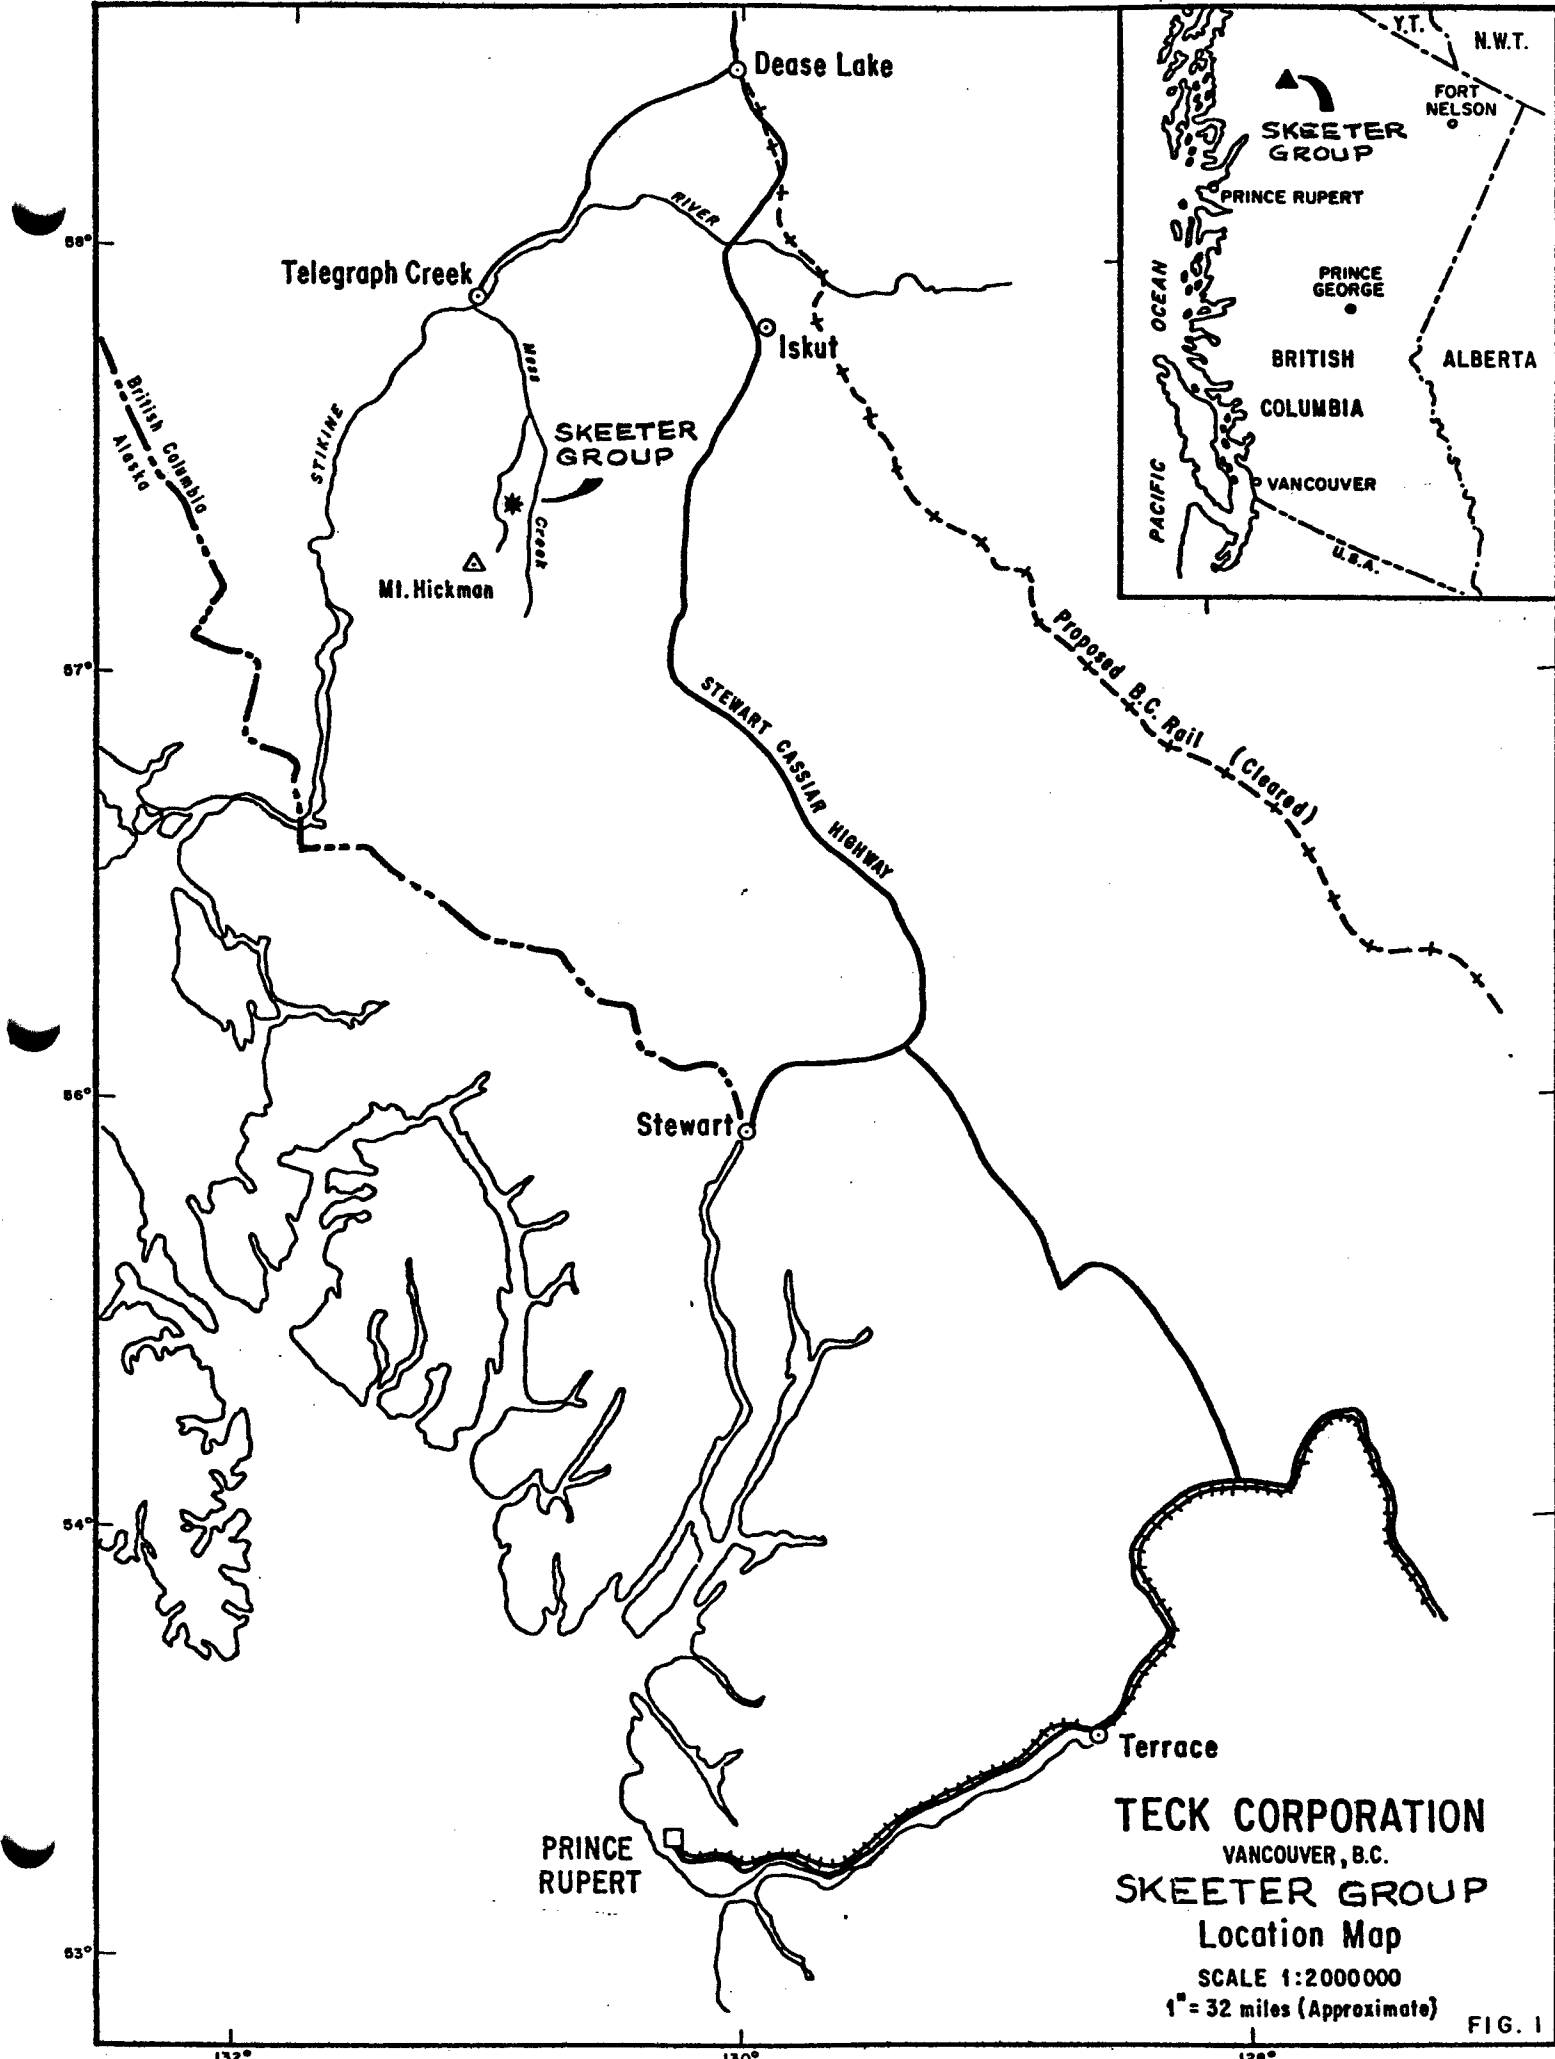 Dease Lake
RIVER
58°
Telegraph Creek
Iskut
Mess
British Columbia
Alaska
STIKINE
SKEETER
GROUP
Creek
Mt. Hickman
57°
STEWART CASSIAR HIGHWAY
Proposed B.C. Rail (Cleared)
56°
Stewart
54°
Terrace
PRINCE
RUPERT
53°
132°
130°
128°
Y.T.
N.W.T.
FORT
NELSON
SKEETER
GROUP
PRINCE RUPERT
PRINCE
GEORGE
PACIFIC OCEAN
BRITISH
COLUMBIA
ALBERTA
VANCOUVER
U.S.A.
TECK CORPORATION
VANCOUVER, B.C.
SKEETER GROUP
Location Map
SCALE 1:2000000
1" = 32 miles (Approximate)
FIG. 1